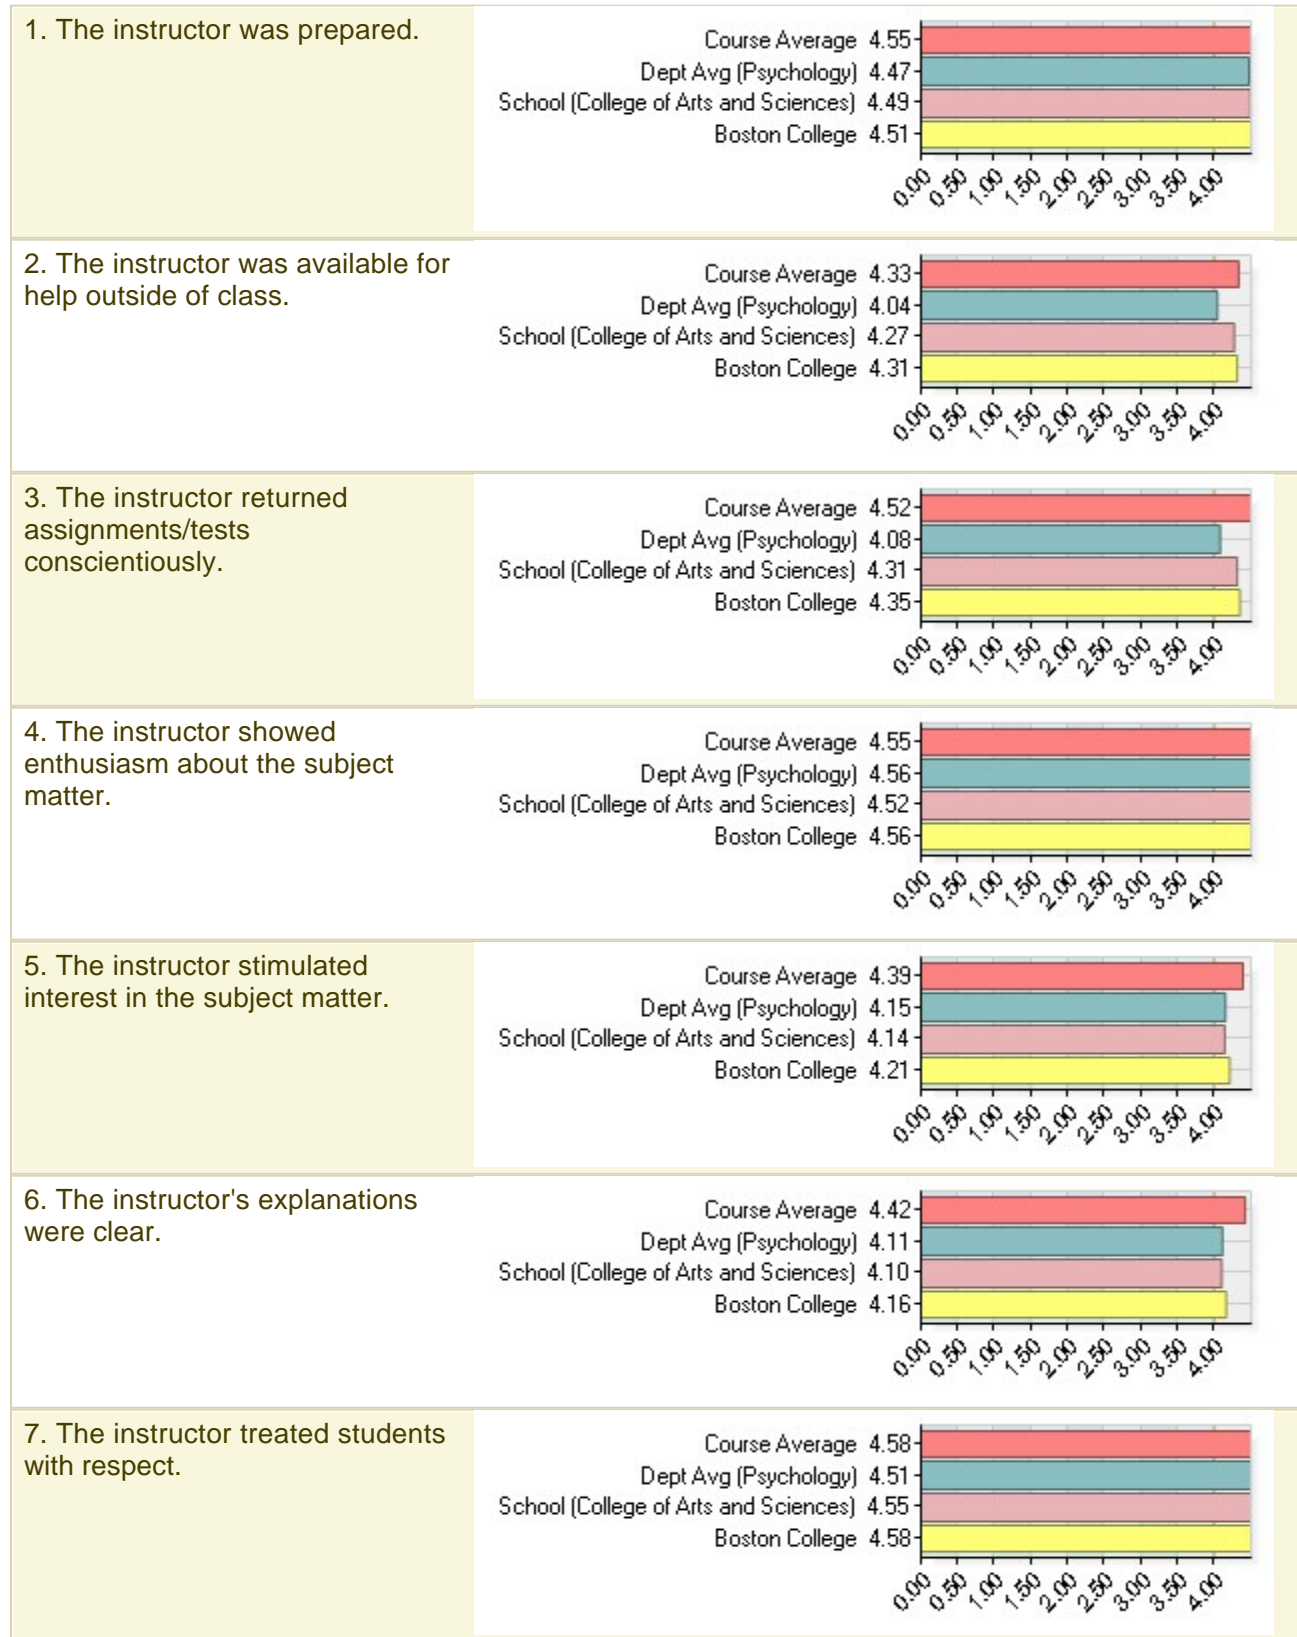 1. The instructor was prepared.
Course Average 4.55
Dept Avg (Psychology) 4.47
School (College of Arts and Sciences) 4.49
Boston College 4.51
0.00 0.50 1.00 1.50 2.00 2.50 3.00 3.50 4.00
2. The instructor was available for
help outside of class.
Course Average 4.33
Dept Avg (Psychology) 4.04
School (College of Arts and Sciences) 4.27
Boston College 4.31
0.00 0.50 1.00 1.50 2.00 2.50 3.00 3.50 4.00
3. The instructor returned
assignments/tests
conscientiously.
Course Average 4.52
Dept Avg (Psychology) 4.08
School (College of Arts and Sciences) 4.31
Boston College 4.35
0.00 0.50 1.00 1.50 2.00 2.50 3.00 3.50 4.00
4. The instructor showed
enthusiasm about the subject
matter.
Course Average 4.55
Dept Avg (Psychology) 4.56
School (College of Arts and Sciences) 4.52
Boston College 4.56
0.00 0.50 1.00 1.50 2.00 2.50 3.00 3.50 4.00
5. The instructor stimulated
interest in the subject matter.
Course Average 4.39
Dept Avg (Psychology) 4.15
School (College of Arts and Sciences) 4.14
Boston College 4.21
0.00 0.50 1.00 1.50 2.00 2.50 3.00 3.50 4.00
6. The instructor's explanations
were clear.
Course Average 4.42
Dept Avg (Psychology) 4.11
School (College of Arts and Sciences) 4.10
Boston College 4.16
0.00 0.50 1.00 1.50 2.00 2.50 3.00 3.50 4.00
7. The instructor treated students
with respect.
Course Average 4.58
Dept Avg (Psychology) 4.51
School (College of Arts and Sciences) 4.55
Boston College 4.58
0.00 0.50 1.00 1.50 2.00 2.50 3.00 3.50 4.00